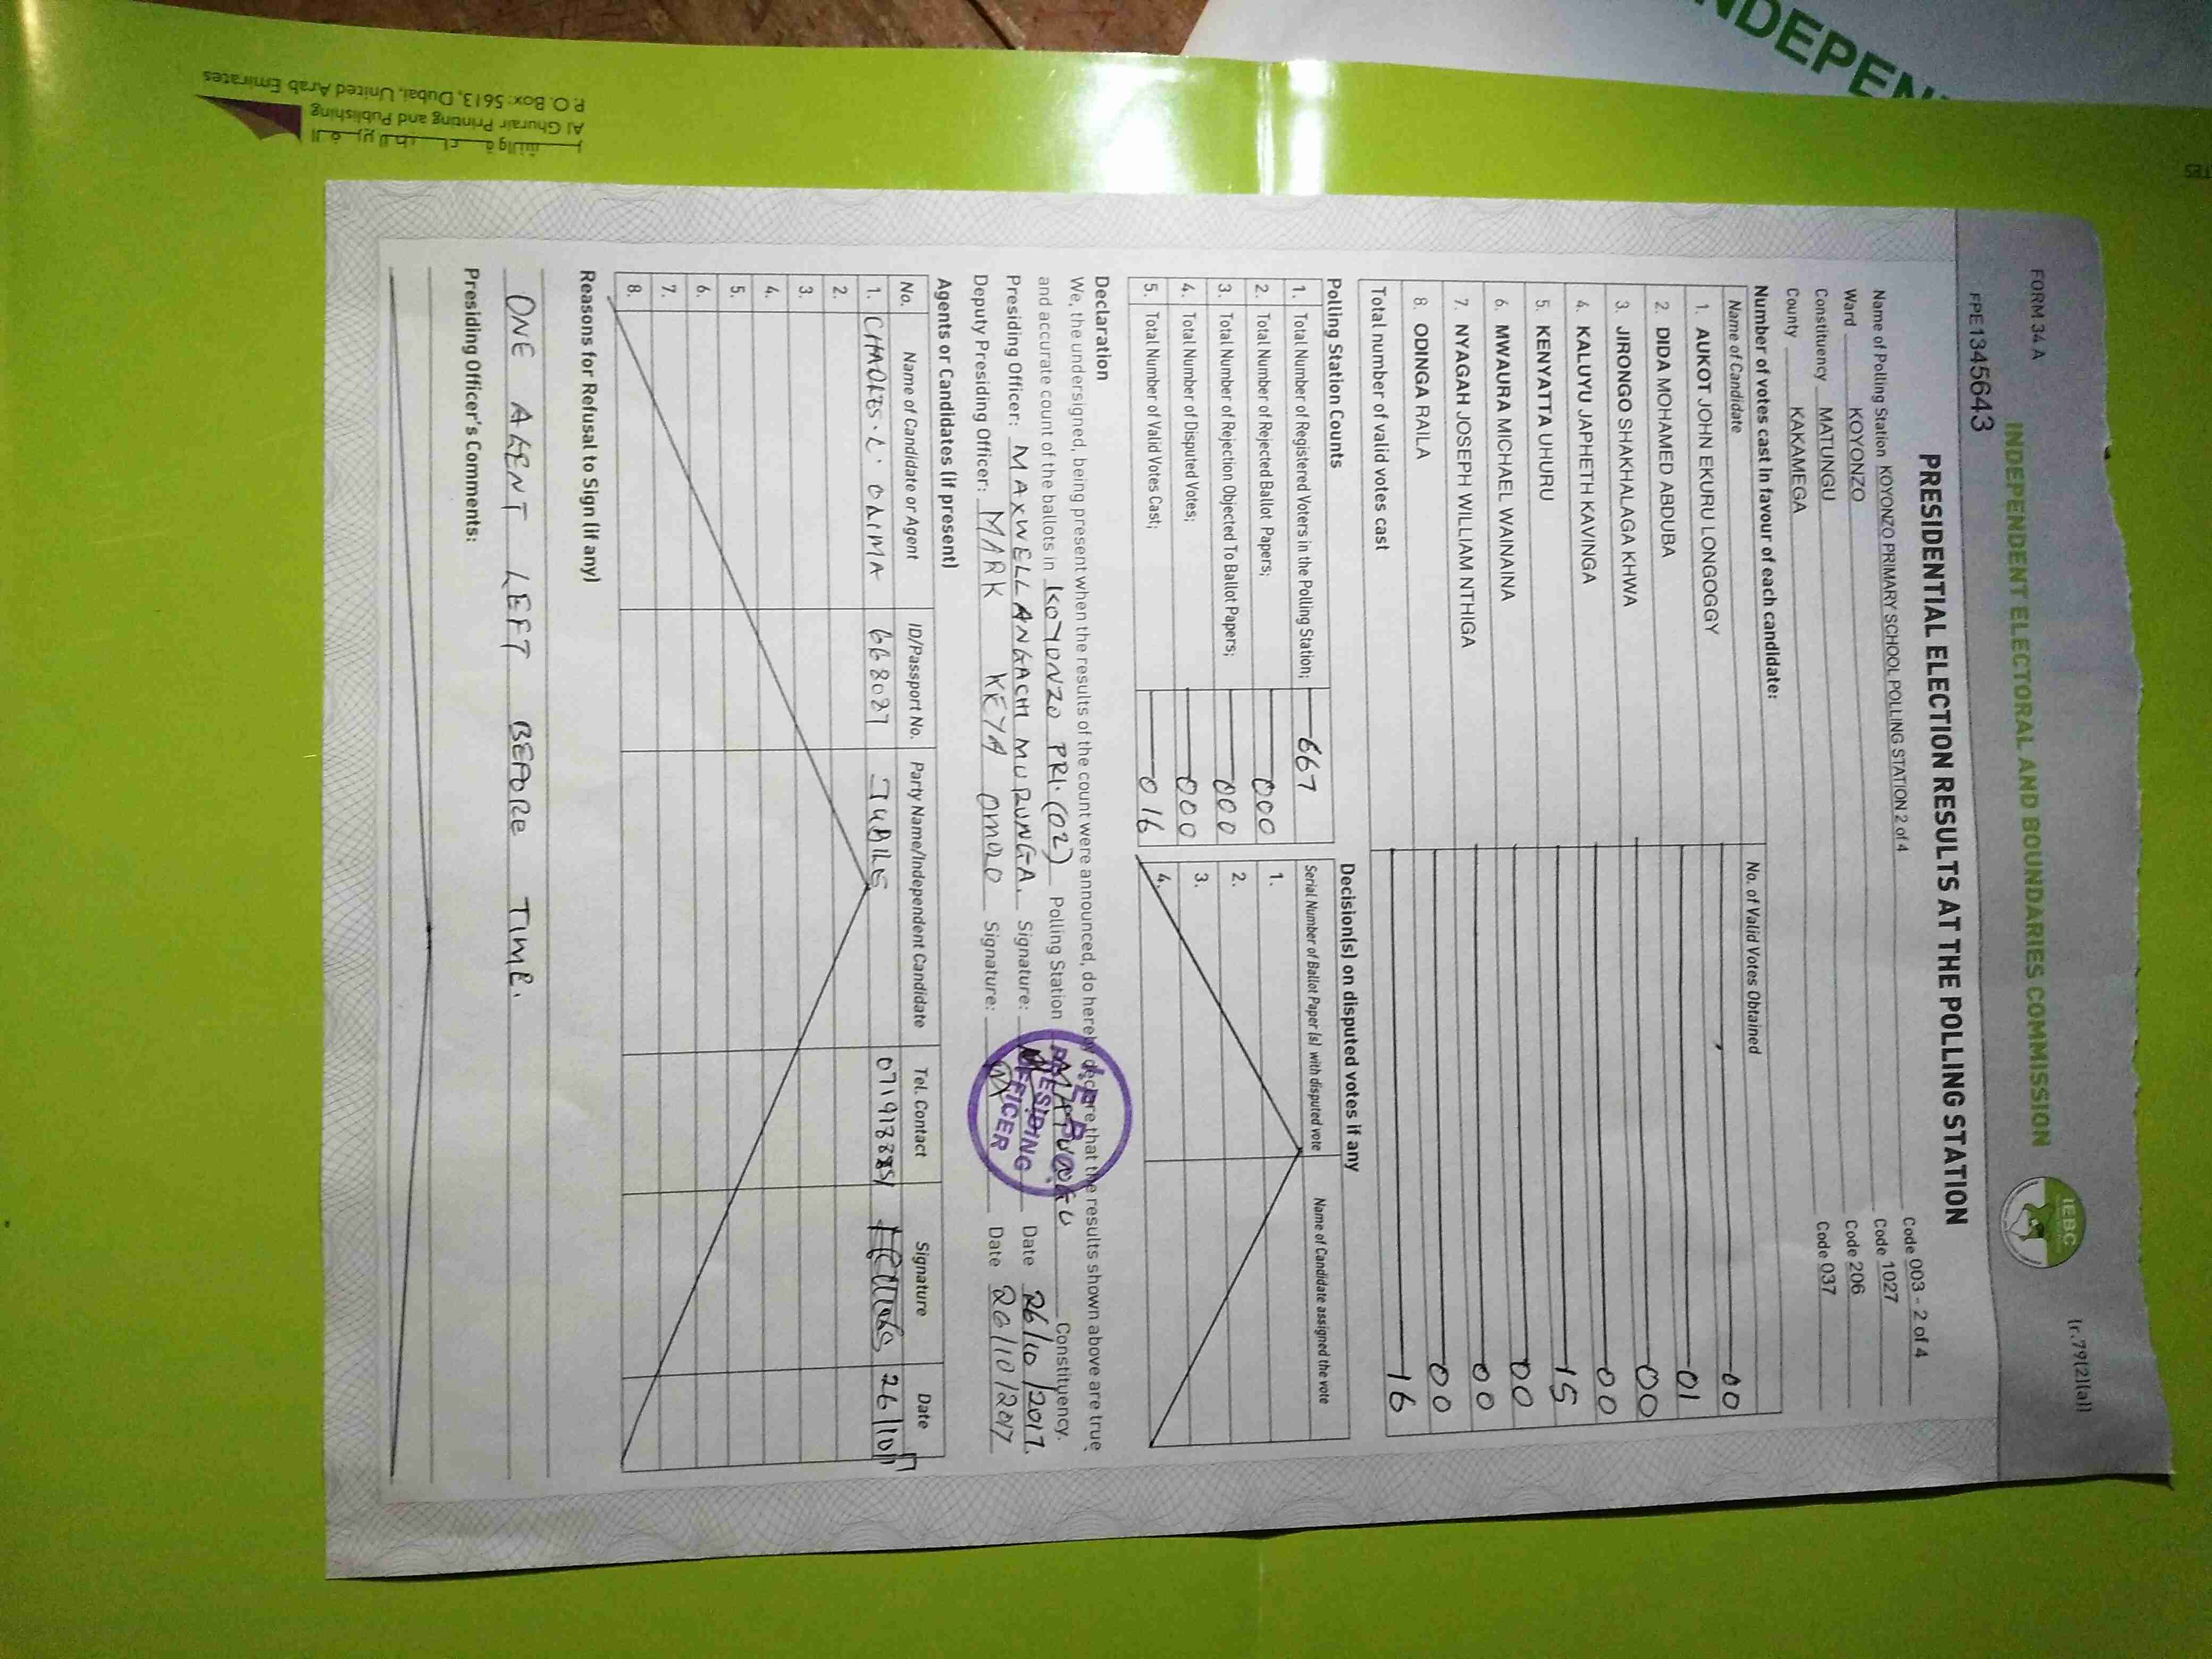 INDEPEN
TES
الغرير للطباعة والنشر
Al Ghurair Printing and Publishing
P.O. Box: 5613, Dubai, United Arab Emirates
FORM 34 A
(r.79(2)(a))
INDEPENDENT ELECTORAL AND BOUNDARIES COMMISSION
IEBC
FPE1345643
PRESIDENTIAL ELECTION RESULTS AT THE POLLING STATION
Name of Polling Station KOYONZO PRIMARY SCHOOL POLLING STATION 2 of 4 Code 003 - 2 of 4
Ward KOYONZO Code 1027
Constituency MATUNGU Code 206
County KAKAMEGA Code 037
Number of votes cast in favour of each candidate:
Name of Candidate No. of Valid Votes Obtained
1. AUKOT JOHN EKURU LONGOGGY 00
2. DIDA MOHAMED ABDUBA 01
3. JIRONGO SHAKHALAGA KHWA 00
4. KALUYU JAPHETH KAVINGA 00
5. KENYATTA UHURU 15
6. MWAURA MICHAEL WAINAINA 00
7. NYAGAH JOSEPH WILLIAM NTHIGA 00
8. ODINGA RAILA 00
Total number of valid votes cast 16
Polling Station Counts
1. Total Number of Registered Voters in the Polling Station; 667
2. Total Number of Rejected Ballot Papers; 000
3. Total Number of Rejection Objected To Ballot Papers; 000
4. Total Number of Disputed Votes; 000
5. Total Number of Valid Votes Cast; 016
Decision(s) on disputed votes if any
Serial Number of Ballot Paper (s) with disputed vote Name of Candidate assigned the vote
1.
2.
3.
4.
Declaration
We, the undersigned, being present when the results of the count were announced, do hereby declare that the results shown above are true
and accurate count of the ballots in KOYONZO PRI. (02) Polling Station MATUNGU Constituency.
Presiding Officer: MAXWELL ANGACHI MURUNGA. Signature: Date 26/10/2017.
Deputy Presiding Officer: MARK KEYA OMOLO Signature: Date 26/10/2017
PRESIDING
OFFICER
Agents or Candidates (if present)
No. Name of Candidate or Agent ID/Passport No. Party Name/Independent Candidate Tel. Contact Signature Date
1. 6668027 26/10
2.
3.
4.
5.
6.
7.
8.
Reasons for Refusal to Sign (if any)
ONE AGENT LEFT BEFORE TIME.
Presiding Officer's Comments: